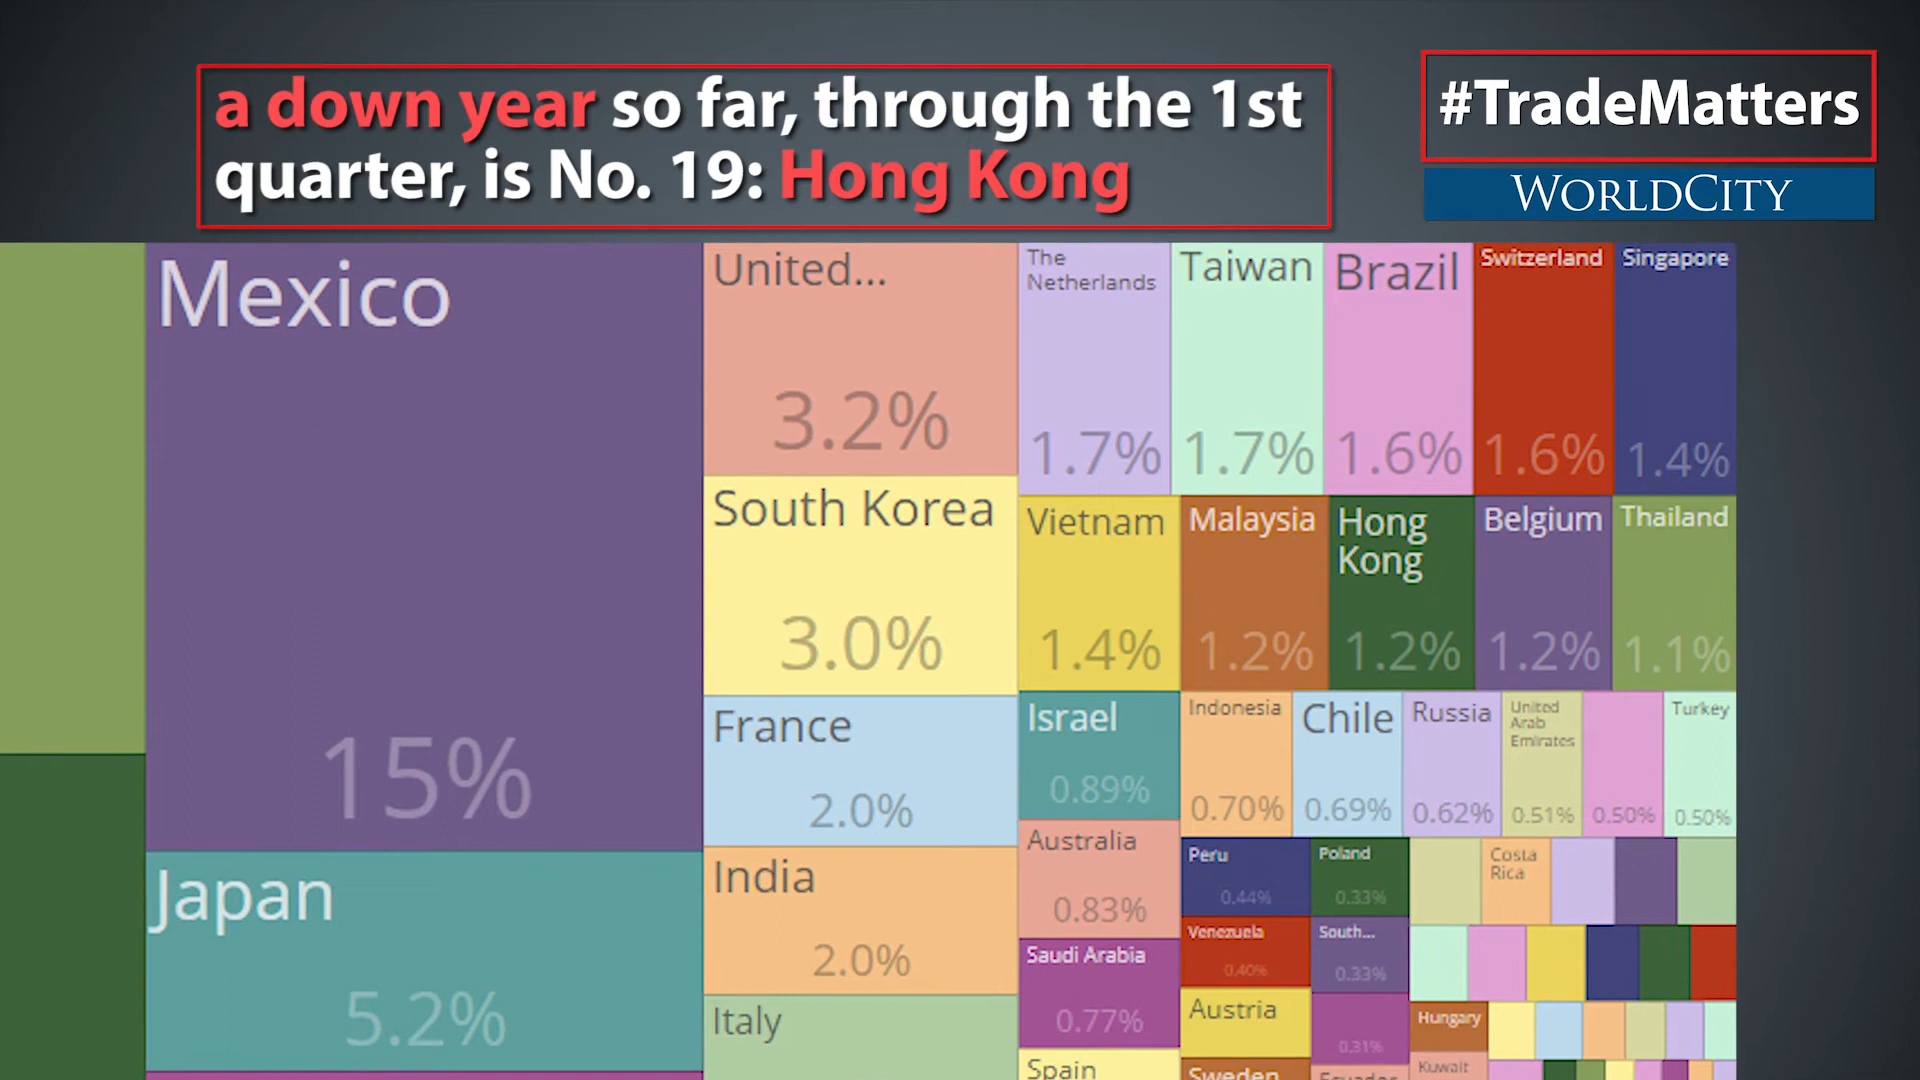 a down year so far, through the 1st
quarter, is No. 19: Hong Kong
#TradeMatters
WORLDCITY
Mexico
15%
Japan
5.2%
United...
3.2%
South Korea
3.0%
France
2.0%
India
2.0%
Italy
The
Netherlands
1.7%
Taiwan
1.7%
Brazil
1.6%
Switzerland
1.6%
Singapore
1.4%
Vietnam
1.4%
Malaysia
1.2%
Hong
Kong
1.2%
Belgium
1.2%
Thailand
1.1%
Israel
0.89%
Australia
0.83%
Saudi Arabia
0.77%
Spain
Indonesia
0.70%
Chile
0.69%
Russia
0.62%
United
Arab
Emirates
0.51%
0.50%
Turkey
0.50%
Peru
0.44%
Poland
0.33%
Costa
Rica
Venezuela
0.40%
South...
0.33%
Austria
0.31%
Hungary
Sweden
Ecuador
Kuwait